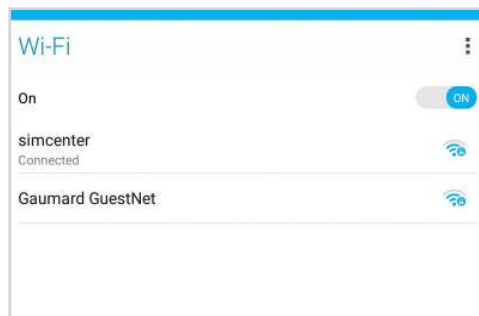 Wi-Fi
On
ON
simcenter
Connected
Gaumard GuestNet